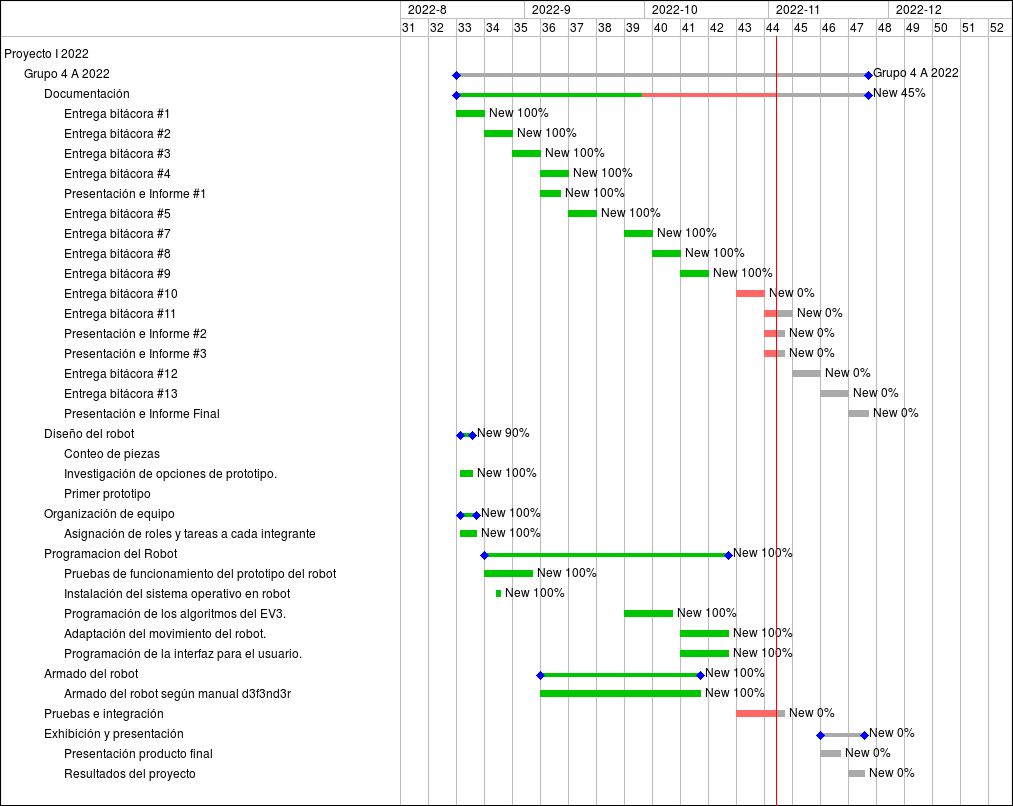 2022-8 2022-9 2022-10 2022-11 2022-12
31 32 33 34 35 36 37 38 39 40 41 42 43 44 45 46 47 48 49 50 51 52
Proyecto I 2022
Grupo 4 A 2022 Grupo 4 A 2022
Documentación New 45%
Entrega bitácora #1 New 100%
Entrega bitácora #2 New 100%
Entrega bitácora #3 New 100%
Entrega bitácora #4 New 100%
Presentación e Informe #1 New 100%
Entrega bitácora #5 New 100%
Entrega bitácora #7 New 100%
Entrega bitácora #8 New 100%
Entrega bitácora #9 New 100%
Entrega bitácora #10 New 0%
Entrega bitácora #11 New 0%
Presentación e Informe #2 New 0%
Presentación e Informe #3 New 0%
Entrega bitácora #12 New 0%
Entrega bitácora #13 New 0%
Presentación e Informe Final New 0%
Diseño del robot New 90%
Conteo de piezas
Investigación de opciones de prototipo. New 100%
Primer prototipo
Organización de equipo New 100%
Asignación de roles y tareas a cada integrante New 100%
Programacion del Robot New 100%
Pruebas de funcionamiento del prototipo del robot New 100%
Instalación del sistema operativo en robot New 100%
Programación de los algoritmos del EV3. New 100%
Adaptación del movimiento del robot. New 100%
Programación de la interfaz para el usuario. New 100%
Armado del robot New 100%
Armado del robot según manual d3f3nd3r New 100%
Pruebas e integración New 0%
Exhibición y presentación New 0%
Presentación producto final New 0%
Resultados del proyecto New 0%